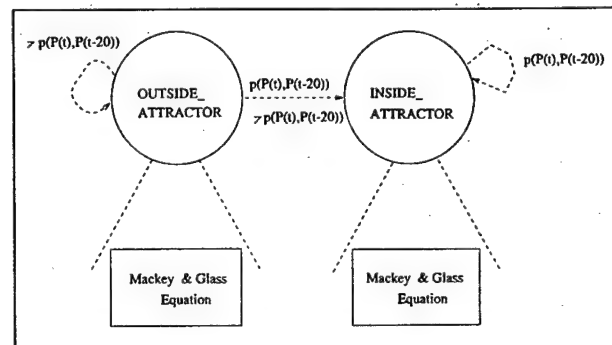 ¬ p(P(t),P(t-20))
OUTSIDE_
ATTRACTOR
p(P(t),P(t-20))
¬ p(P(t),P(t-20))
INSIDE_
ATTRACTOR
p(P(t),P(t-20))
Mackey & Glass
Equation
Mackey & Glass
Equation